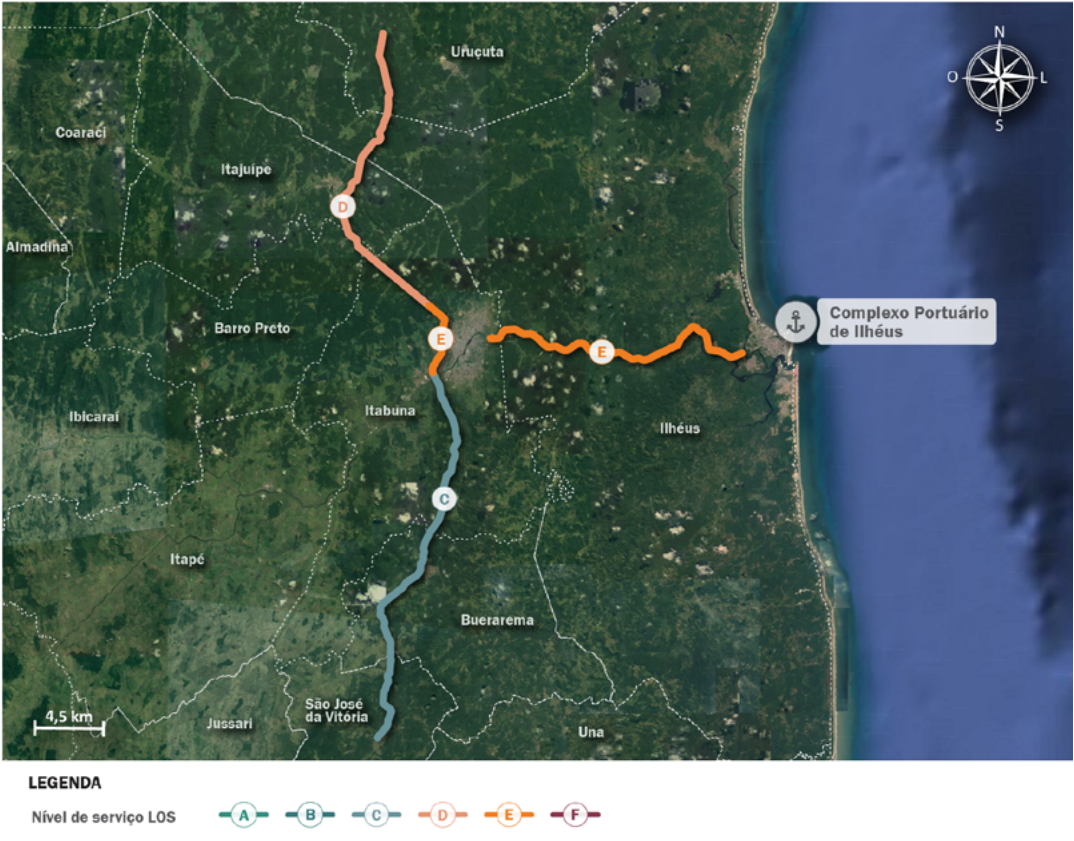 Uruçuta
N
O
L
S
Coaraci
Itajuípe
D
Almadina
Barro Preto
E
E
Complexo Portuário
de Ilhéus
Ibicaraí
Itabuna
Ilhéus
C
Itapé
Buerarema
São José
da Vitória
4,5 km
Jussari
Una
LEGENDA
Nível de serviço LOS A B C D E F